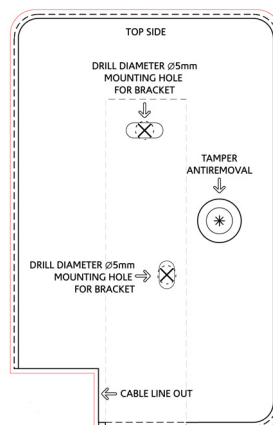 TOP SIDE
DRILL DIAMETER Ø5mm
MOUNTING HOLE
FOR BRACKET
TAMPER
ANTIREMOVAL
DRILL DIAMETER Ø5mm
MOUNTING HOLE
FOR BRACKET
CABLE LINE OUT